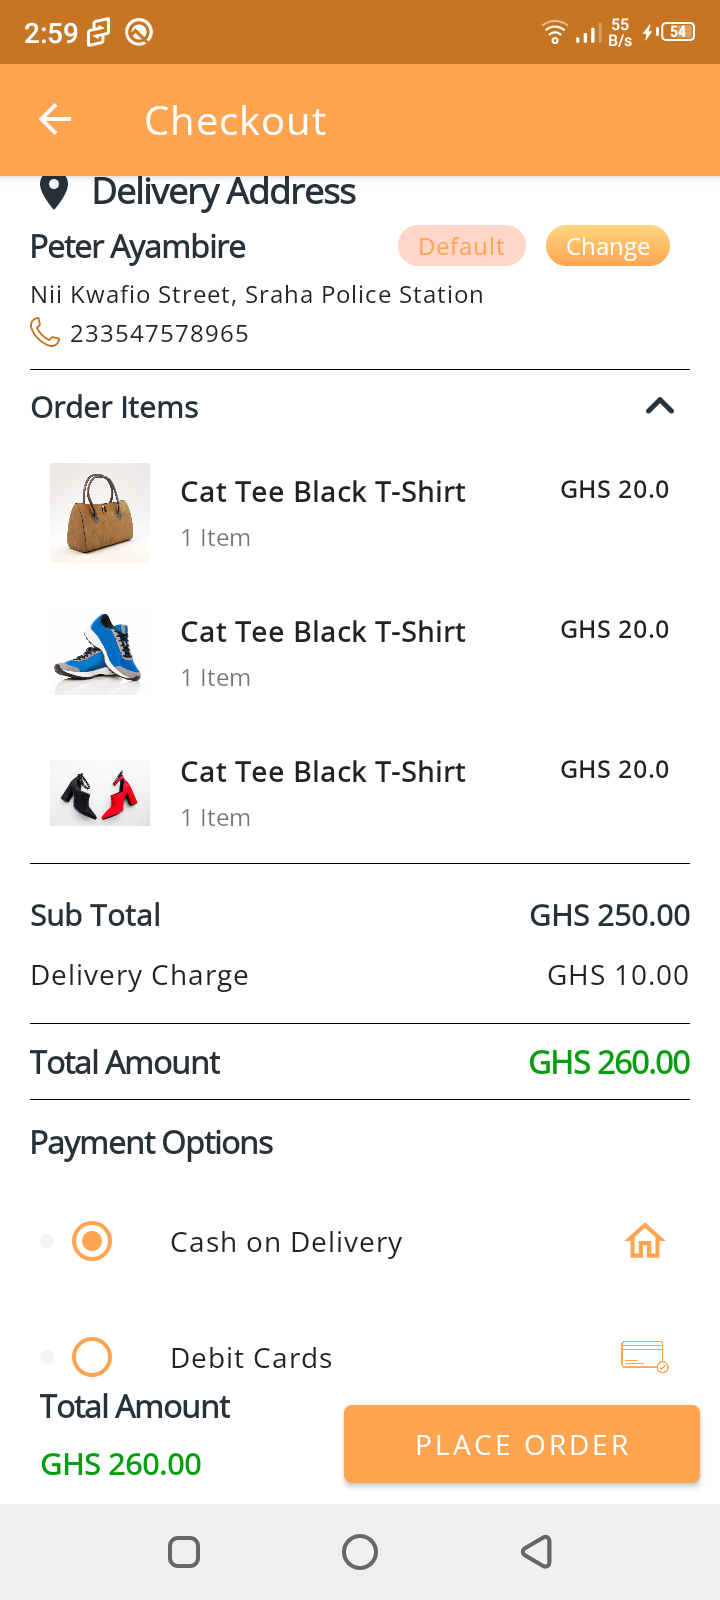 2:59 55 B/s 54
Checkout
Delivery Address
Peter Ayambire Default Change
Nii Kwafio Street, Sraha Police Station
233547578965
Order Items
Cat Tee Black T-Shirt GHS 20.0
1 Item
Cat Tee Black T-Shirt GHS 20.0
1 Item
Cat Tee Black T-Shirt GHS 20.0
1 Item
Sub Total GHS 250.00
Delivery Charge GHS 10.00
Total Amount GHS 260.00
Payment Options
Cash on Delivery
Debit Cards
Total Amount
GHS 260.00
PLACE ORDER